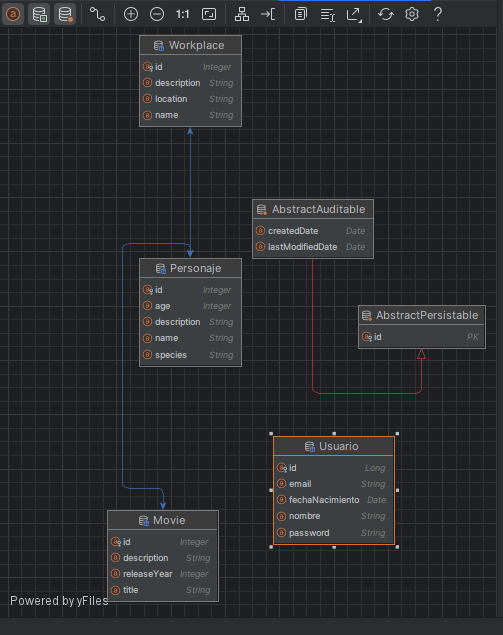 1:1
?
Workplace
id Integer
description String
location String
name String
AbstractAuditable
createdDate Date
lastModifiedDate Date
Personaje
id Integer
age Integer
description String
name String
species String
AbstractPersistable
id PK
Usuario
id Long
email String
fechaNacimiento Date
nombre String
password String
Movie
id Integer
description String
releaseYear Integer
title String
Powered by yFiles